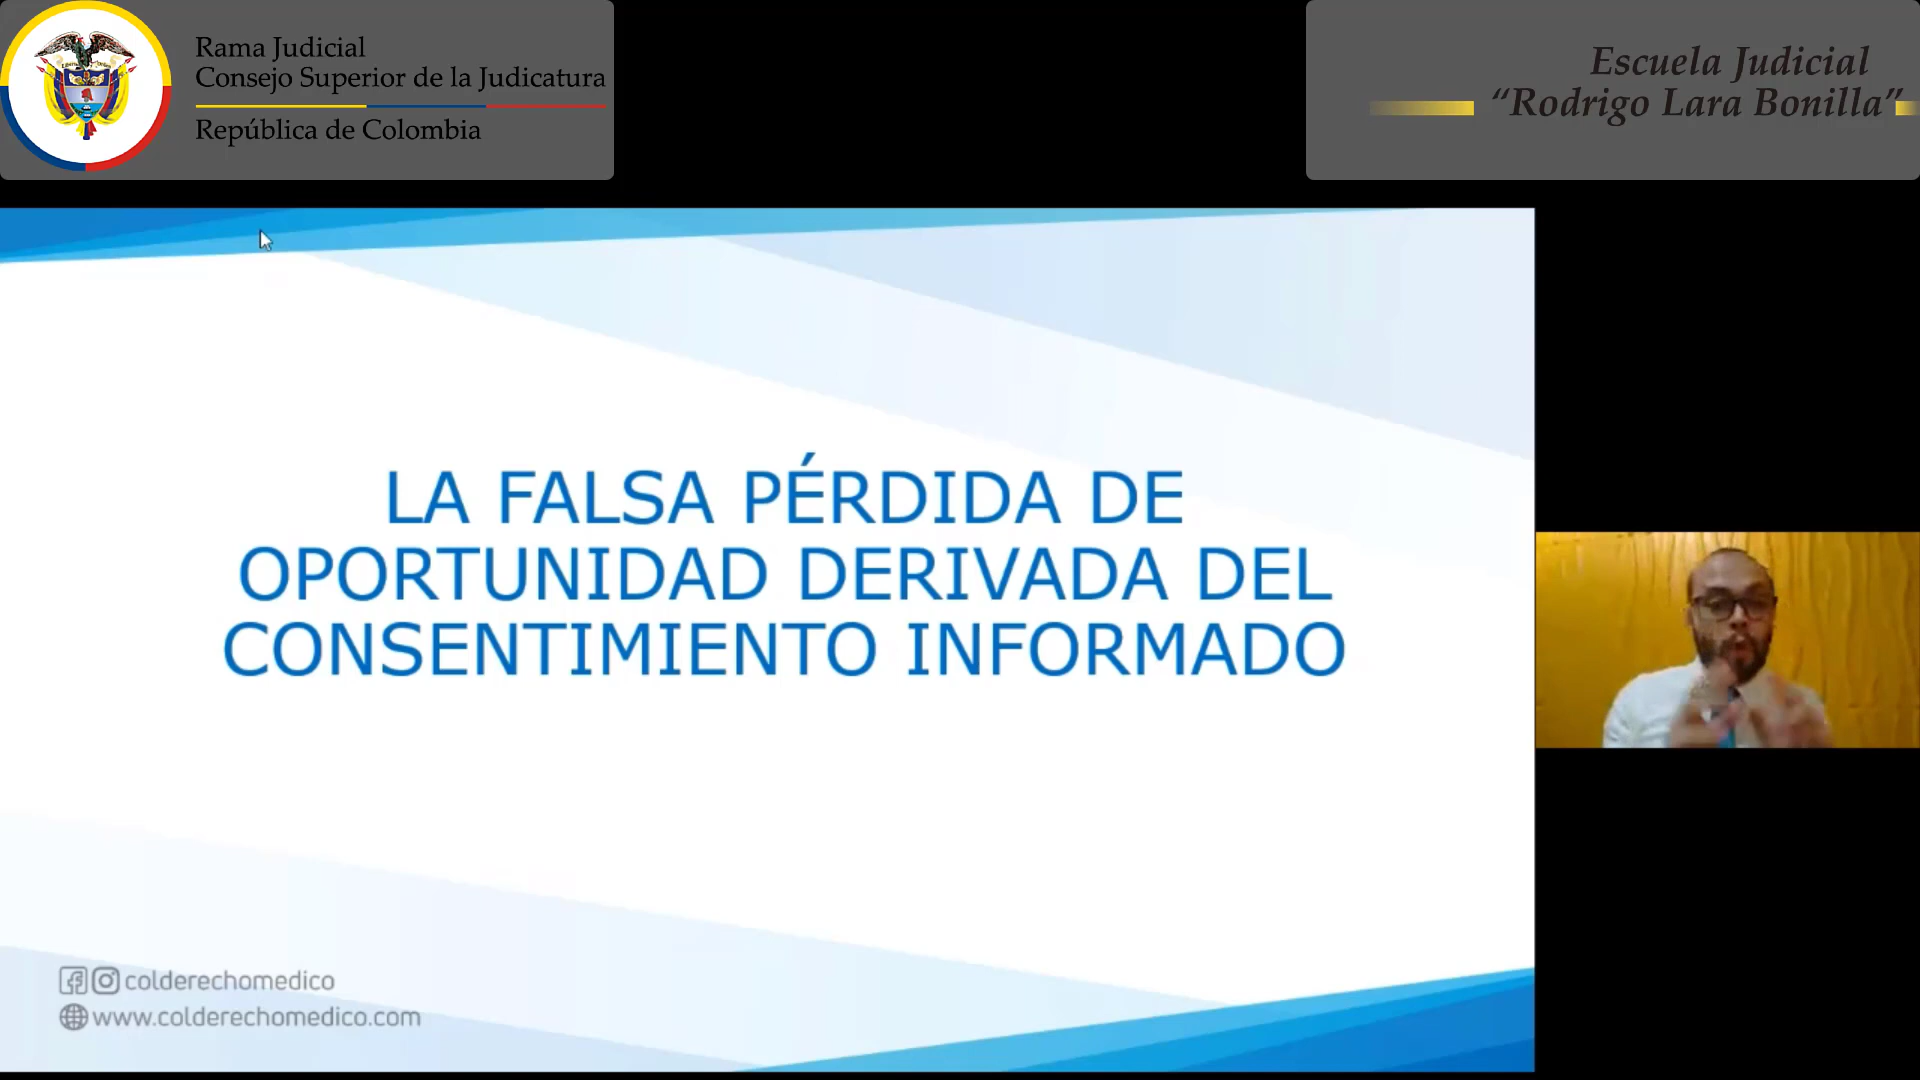 Rama Judicial
Consejo Superior de la Judicatura
República de Colombia
Escuela Judicial
“Rodrigo Lara Bonilla”
LA FALSA PÉRDIDA DE
OPORTUNIDAD DERIVADA DEL
CONSENTIMIENTO INFORMADO
colderechomedico
www.colderechomedico.com